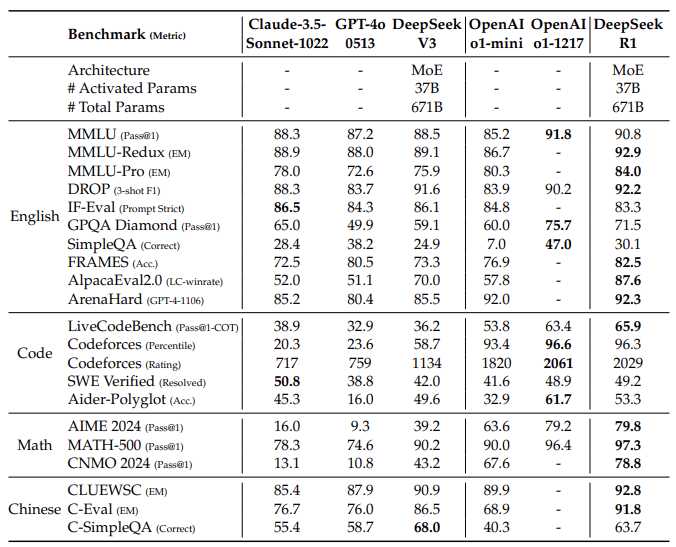 Benchmark (Metric) Claude-3.5- GPT-4o DeepSeek OpenAI OpenAI DeepSeek
Sonnet-1022 0513 V3 o1-mini o1-1217 R1
Architecture - - MoE - - MoE
# Activated Params - - 37B - - 37B
# Total Params - - 671B - - 671B
English
MMLU (Pass@1) 88.3 87.2 88.5 85.2 91.8 90.8
MMLU-Redux (EM) 88.9 88.0 89.1 86.7 - 92.9
MMLU-Pro (EM) 78.0 72.6 75.9 80.3 - 84.0
DROP (3-shot F1) 88.3 83.7 91.6 83.9 90.2 92.2
IF-Eval (Prompt Strict) 86.5 84.3 86.1 84.8 - 83.3
GPQA Diamond (Pass@1) 65.0 49.9 59.1 60.0 75.7 71.5
SimpleQA (Correct) 28.4 38.2 24.9 7.0 47.0 30.1
FRAMES (Acc.) 72.5 80.5 73.3 76.9 - 82.5
AlpacaEval2.0 (LC-winrate) 52.0 51.1 70.0 57.8 - 87.6
ArenaHard (GPT-4-1106) 85.2 80.4 85.5 92.0 - 92.3
Code
LiveCodeBench (Pass@1-COT) 38.9 32.9 36.2 53.8 63.4 65.9
Codeforces (Percentile) 20.3 23.6 58.7 93.4 96.6 96.3
Codeforces (Rating) 717 759 1134 1820 2061 2029
SWE Verified (Resolved) 50.8 38.8 42.0 41.6 48.9 49.2
Aider-Polyglot (Acc.) 45.3 16.0 49.6 32.9 61.7 53.3
Math
AIME 2024 (Pass@1) 16.0 9.3 39.2 63.6 79.2 79.8
MATH-500 (Pass@1) 78.3 74.6 90.2 90.0 96.4 97.3
CNMO 2024 (Pass@1) 13.1 10.8 43.2 67.6 - 78.8
Chinese
CLUEWSC (EM) 85.4 87.9 90.9 89.9 - 92.8
C-Eval (EM) 76.7 76.0 86.5 68.9 - 91.8
C-SimpleQA (Correct) 55.4 58.7 68.0 40.3 - 63.7